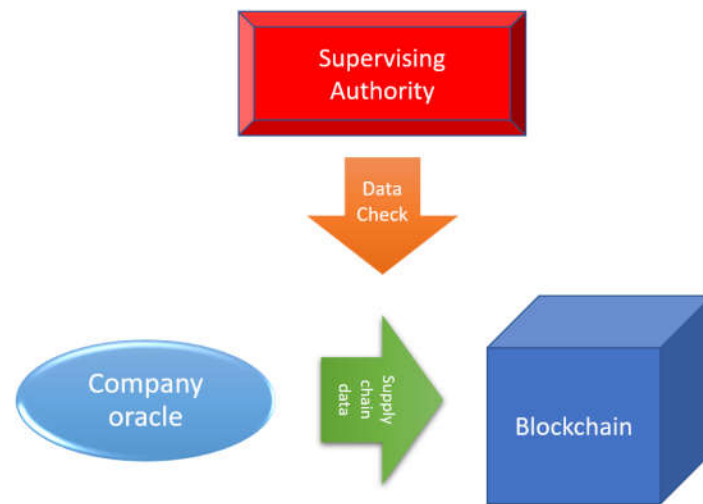 Supervising
Authority
Data
Check
Company
oracle
Supply
chain
data
Blockchain